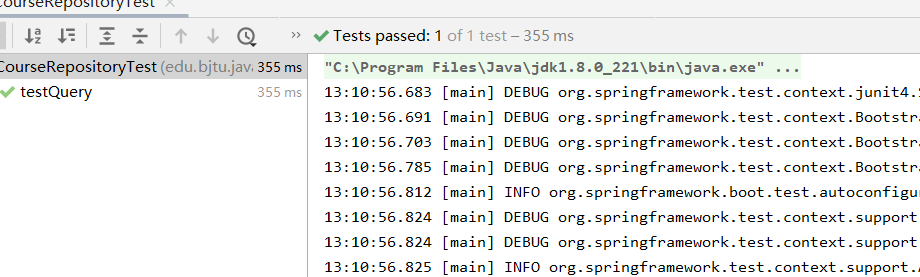 CourseRepositoryTest ×
Tests passed: 1 of 1 test – 355 ms
CourseRepositoryTest (edu.bjtu.java 355 ms
testQuery 355 ms
"C:\Program Files\Java\jdk1.8.0_221\bin\java.exe" ...
13:10:56.683 [main] DEBUG org.springframework.test.context.junit4.
13:10:56.691 [main] DEBUG org.springframework.test.context.Bootstr
13:10:56.703 [main] DEBUG org.springframework.test.context.Bootstr
13:10:56.785 [main] DEBUG org.springframework.test.context.Bootstr
13:10:56.812 [main] INFO org.springframework.boot.test.autoconfigu
13:10:56.824 [main] DEBUG org.springframework.test.context.support
13:10:56.824 [main] DEBUG org.springframework.test.context.support
13:10:56.825 [main] INFO org.springframework.test.context.support.